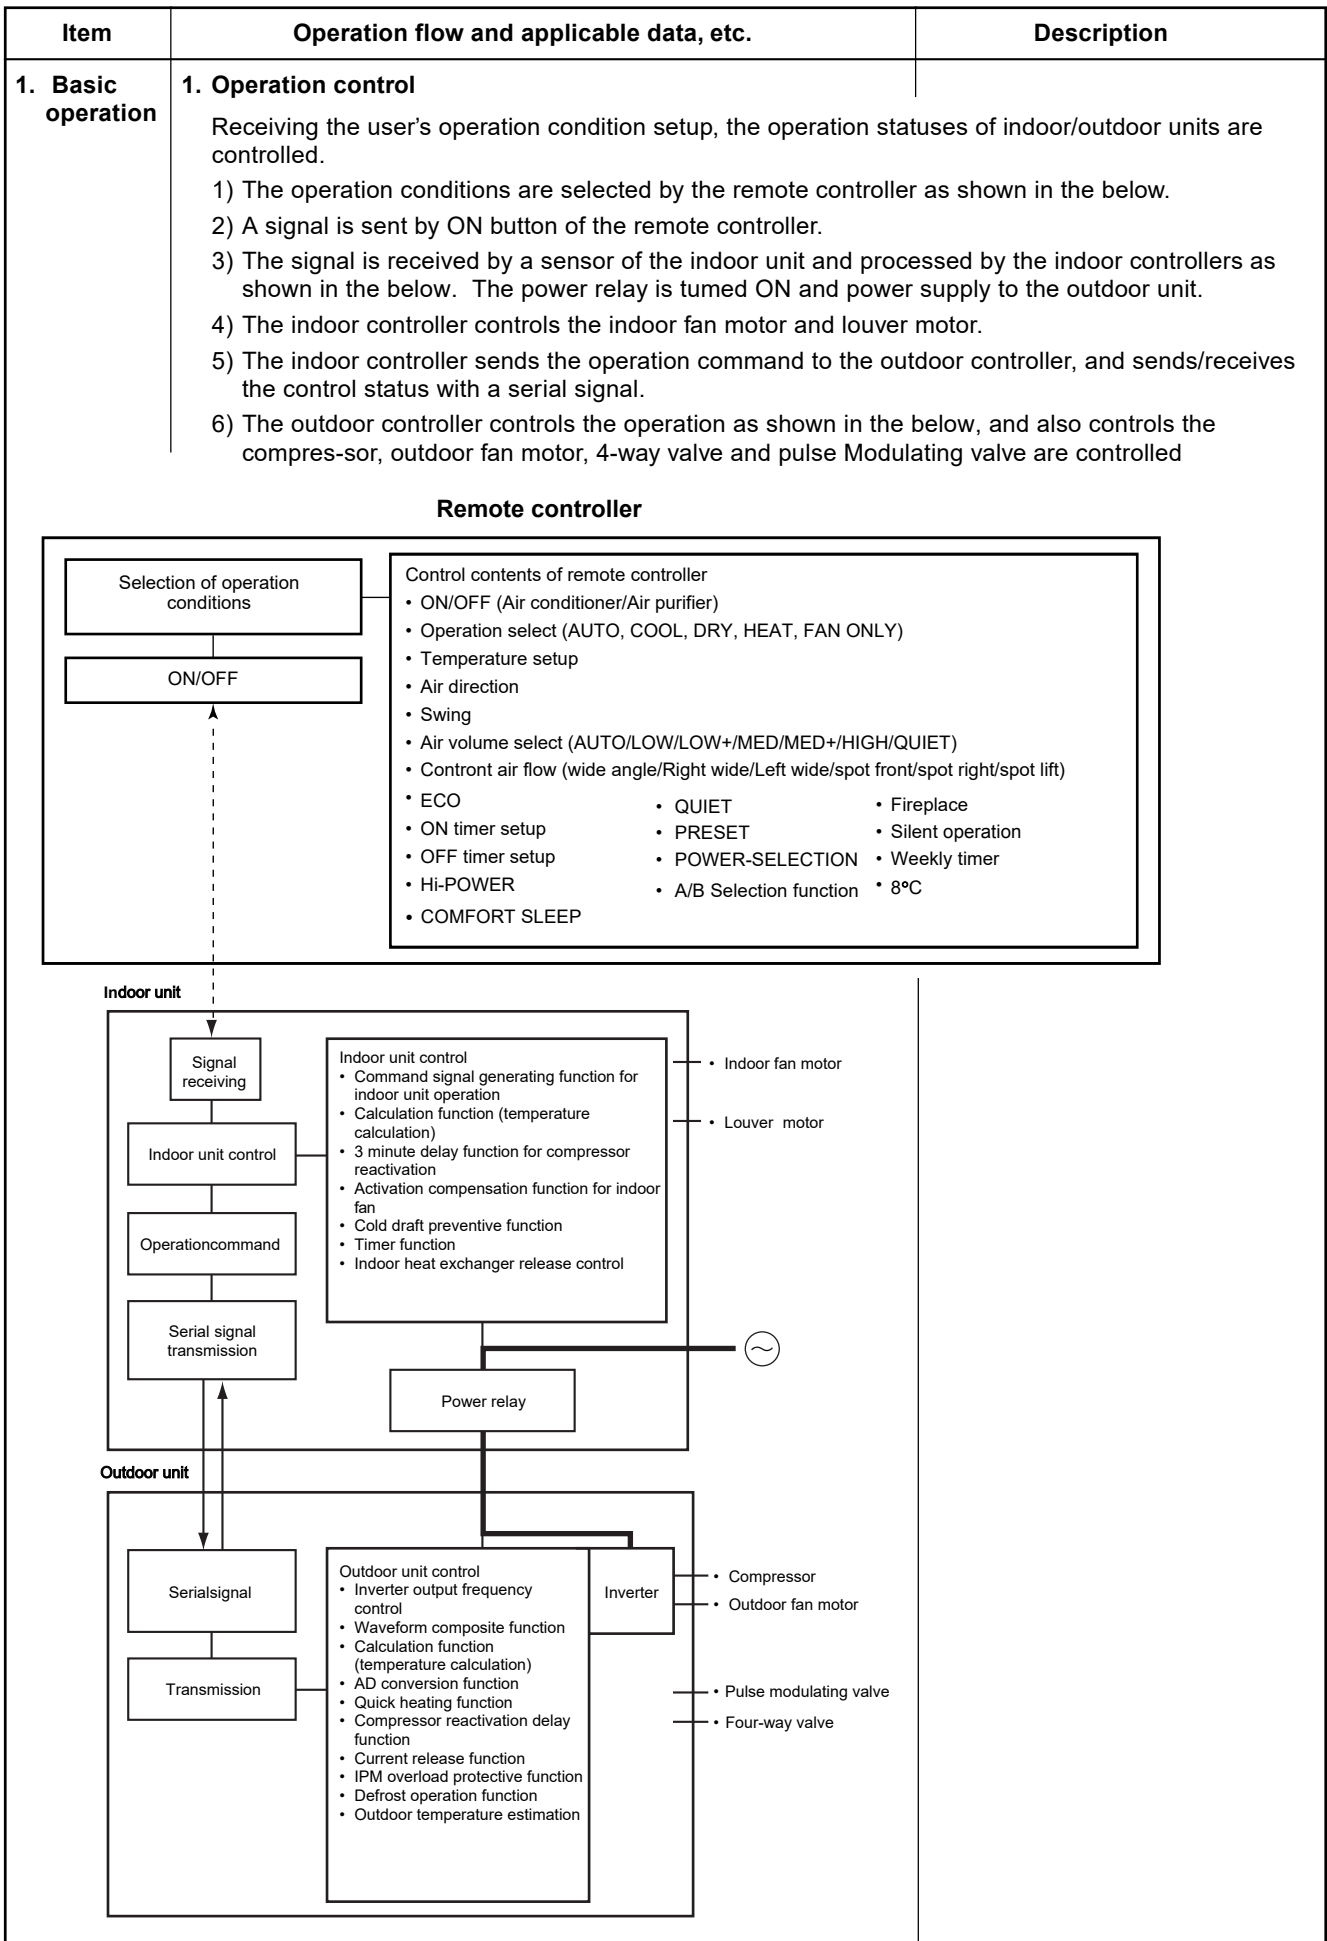 Item
Operation flow and applicable data, etc.
Description
1. Basic
operation
1. Operation control
Receiving the user's operation condition setup, the operation statuses of indoor/outdoor units are
controlled.
1) The operation conditions are selected by the remote controller as shown in the below.
2) A signal is sent by ON button of the remote controller.
3) The signal is received by a sensor of the indoor unit and processed by the indoor controllers as
shown in the below. The power relay is tumed ON and power supply to the outdoor unit.
4) The indoor controller controls the indoor fan motor and louver motor.
5) The indoor controller sends the operation command to the outdoor controller, and sends/receives
the control status with a serial signal.
6) The outdoor controller controls the operation as shown in the below, and also controls the
compres-sor, outdoor fan motor, 4-way valve and pulse Modulating valve are controlled
Remote controller
Selection of operation
conditions
ON/OFF
Control contents of remote controller
• ON/OFF (Air conditioner/Air purifier)
• Operation select (AUTO, COOL, DRY, HEAT, FAN ONLY)
• Temperature setup
• Air direction
• Swing
• Air volume select (AUTO/LOW/LOW+/MED/MED+/HIGH/QUIET)
• Contront air flow (wide angle/Right wide/Left wide/spot front/spot right/spot lift)
• ECO
• ON timer setup
• OFF timer setup
• Hi-POWER
• COMFORT SLEEP
• QUIET
• PRESET
• POWER-SELECTION
• A/B Selection function
• Fireplace
• Silent operation
• Weekly timer
• 8°C
Indoor unit
Signal
receiving
Indoor unit control
Operationcommand
Serial signal
transmission
Indoor unit control
• Command signal generating function for
indoor unit operation
• Calculation function (temperature
calculation)
• 3 minute delay function for compressor
reactivation
• Activation compensation function for indoor
fan
• Cold draft preventive function
• Timer function
• Indoor heat exchanger release control
• Indoor fan motor
• Louver motor
Power relay
Outdoor unit
Serialsignal
Transmission
Outdoor unit control
• Inverter output frequency
control
• Waveform composite function
• Calculation function
(temperature calculation)
• AD conversion function
• Quick heating function
• Compressor reactivation delay
function
• Current release function
• IPM overload protective function
• Defrost operation function
• Outdoor temperature estimation
Inverter
• Compressor
• Outdoor fan motor
• Pulse modulating valve
• Four-way valve